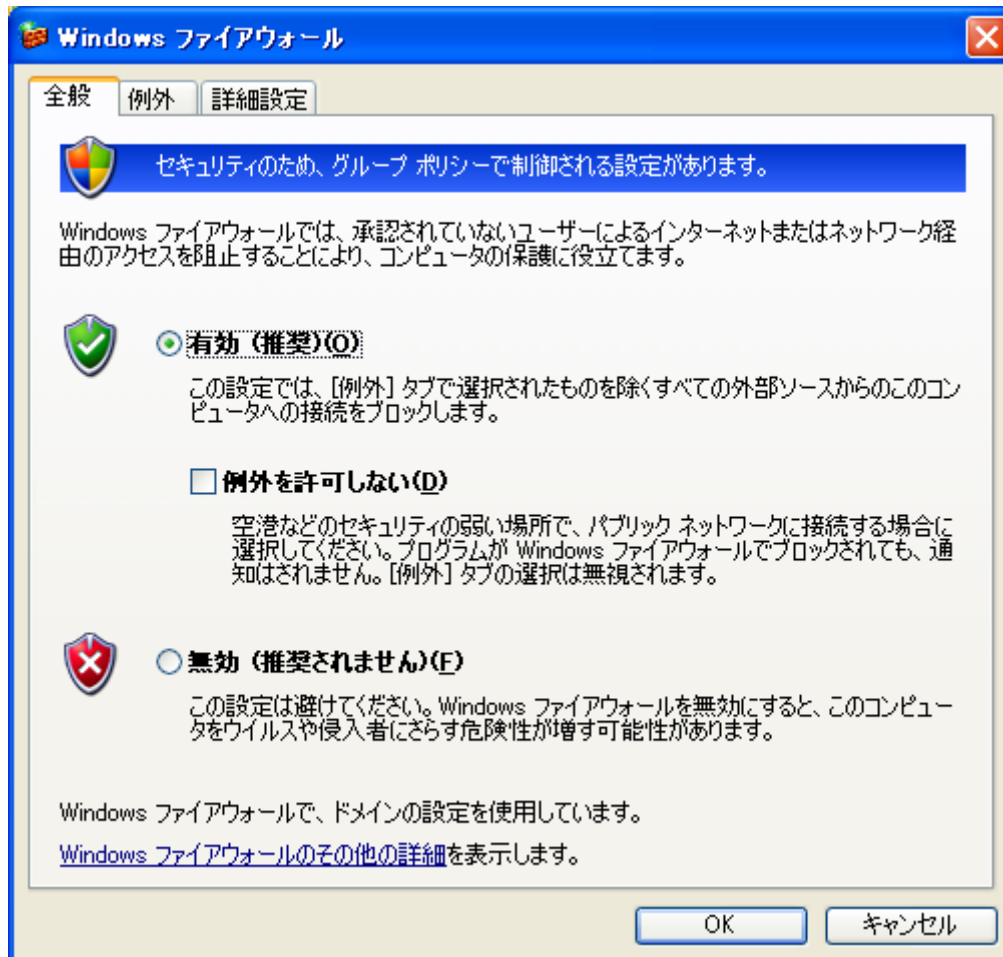 Windows ファイアウォール
全般 例外 詳細設定
セキュリティのため、グループ ポリシーで制御される設定があります。
Windows ファイアウォールでは、承認されていないユーザーによるインターネットまたはネットワーク経
由のアクセスを阻止することにより、コンピュータの保護に役立てます。
有効 (推奨)(O)
この設定では、[例外] タブで選択されたものを除くすべての外部ソースからのこのコン
ピュータへの接続をブロックします。
例外を許可しない(D)
空港などのセキュリティの弱い場所で、パブリック ネットワークに接続する場合に
選択してください。プログラムが Windows ファイアウォールでブロックされても、通
知はされません。[例外] タブの選択は無視されます。
無効 (推奨されません)(F)
この設定は避けてください。Windows ファイアウォールを無効にすると、このコンピュー
タをウイルスや侵入者にさらす危険性が増す可能性があります。
Windows ファイアウォールで、ドメインの設定を使用しています。
Windows ファイアウォールのその他の詳細を表示します。
OK キャンセル